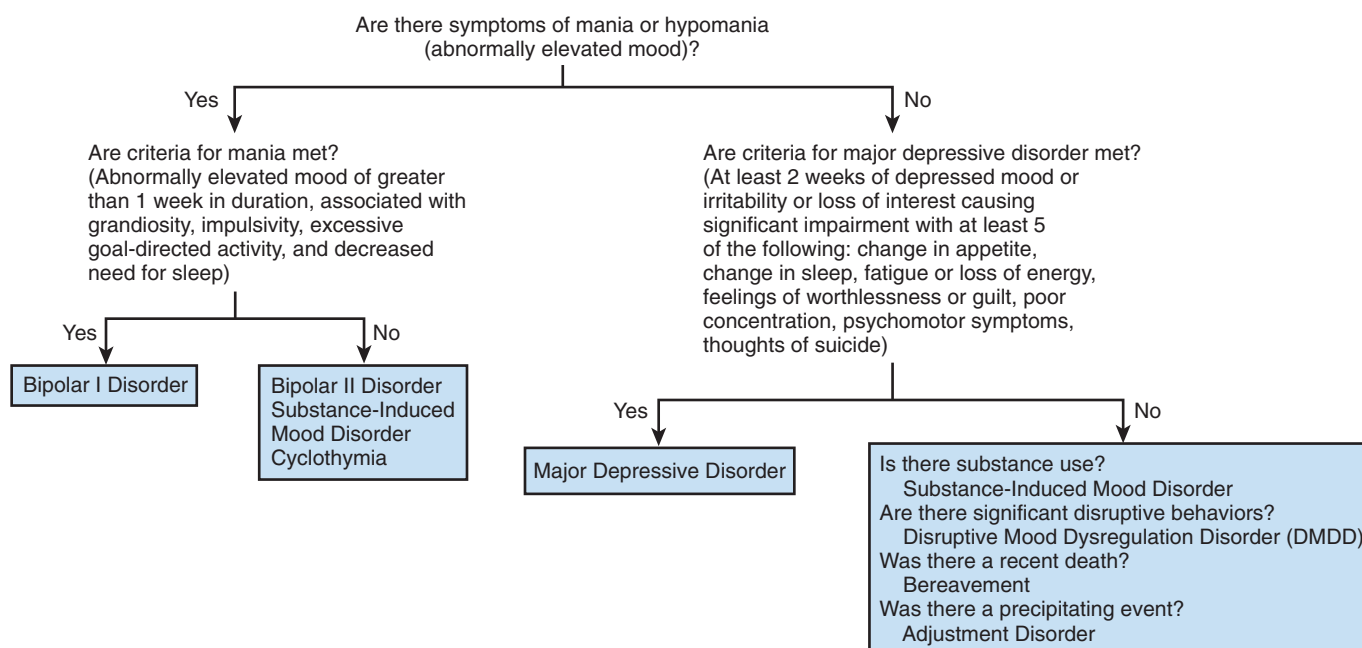 Are there symptoms of mania or hypomania
(abnormally elevated mood)?
Yes
No
Are criteria for mania met?
(Abnormally elevated mood of greater
than 1 week in duration, associated with
grandiosity, impulsivity, excessive
goal-directed activity, and decreased
need for sleep)
Are criteria for major depressive disorder met?
(At least 2 weeks of depressed mood or
irritability or loss of interest causing
significant impairment with at least 5
of the following: change in appetite,
change in sleep, fatigue or loss of energy,
feelings of worthlessness or guilt, poor
concentration, psychomotor symptoms,
thoughts of suicide)
Yes
No
Bipolar I Disorder
Bipolar II Disorder
Substance-Induced
Mood Disorder
Cyclothymia
Yes
No
Major Depressive Disorder
Is there substance use?
Substance-Induced Mood Disorder
Are there significant disruptive behaviors?
Disruptive Mood Dysregulation Disorder (DMDD)
Was there a recent death?
Bereavement
Was there a precipitating event?
Adjustment Disorder